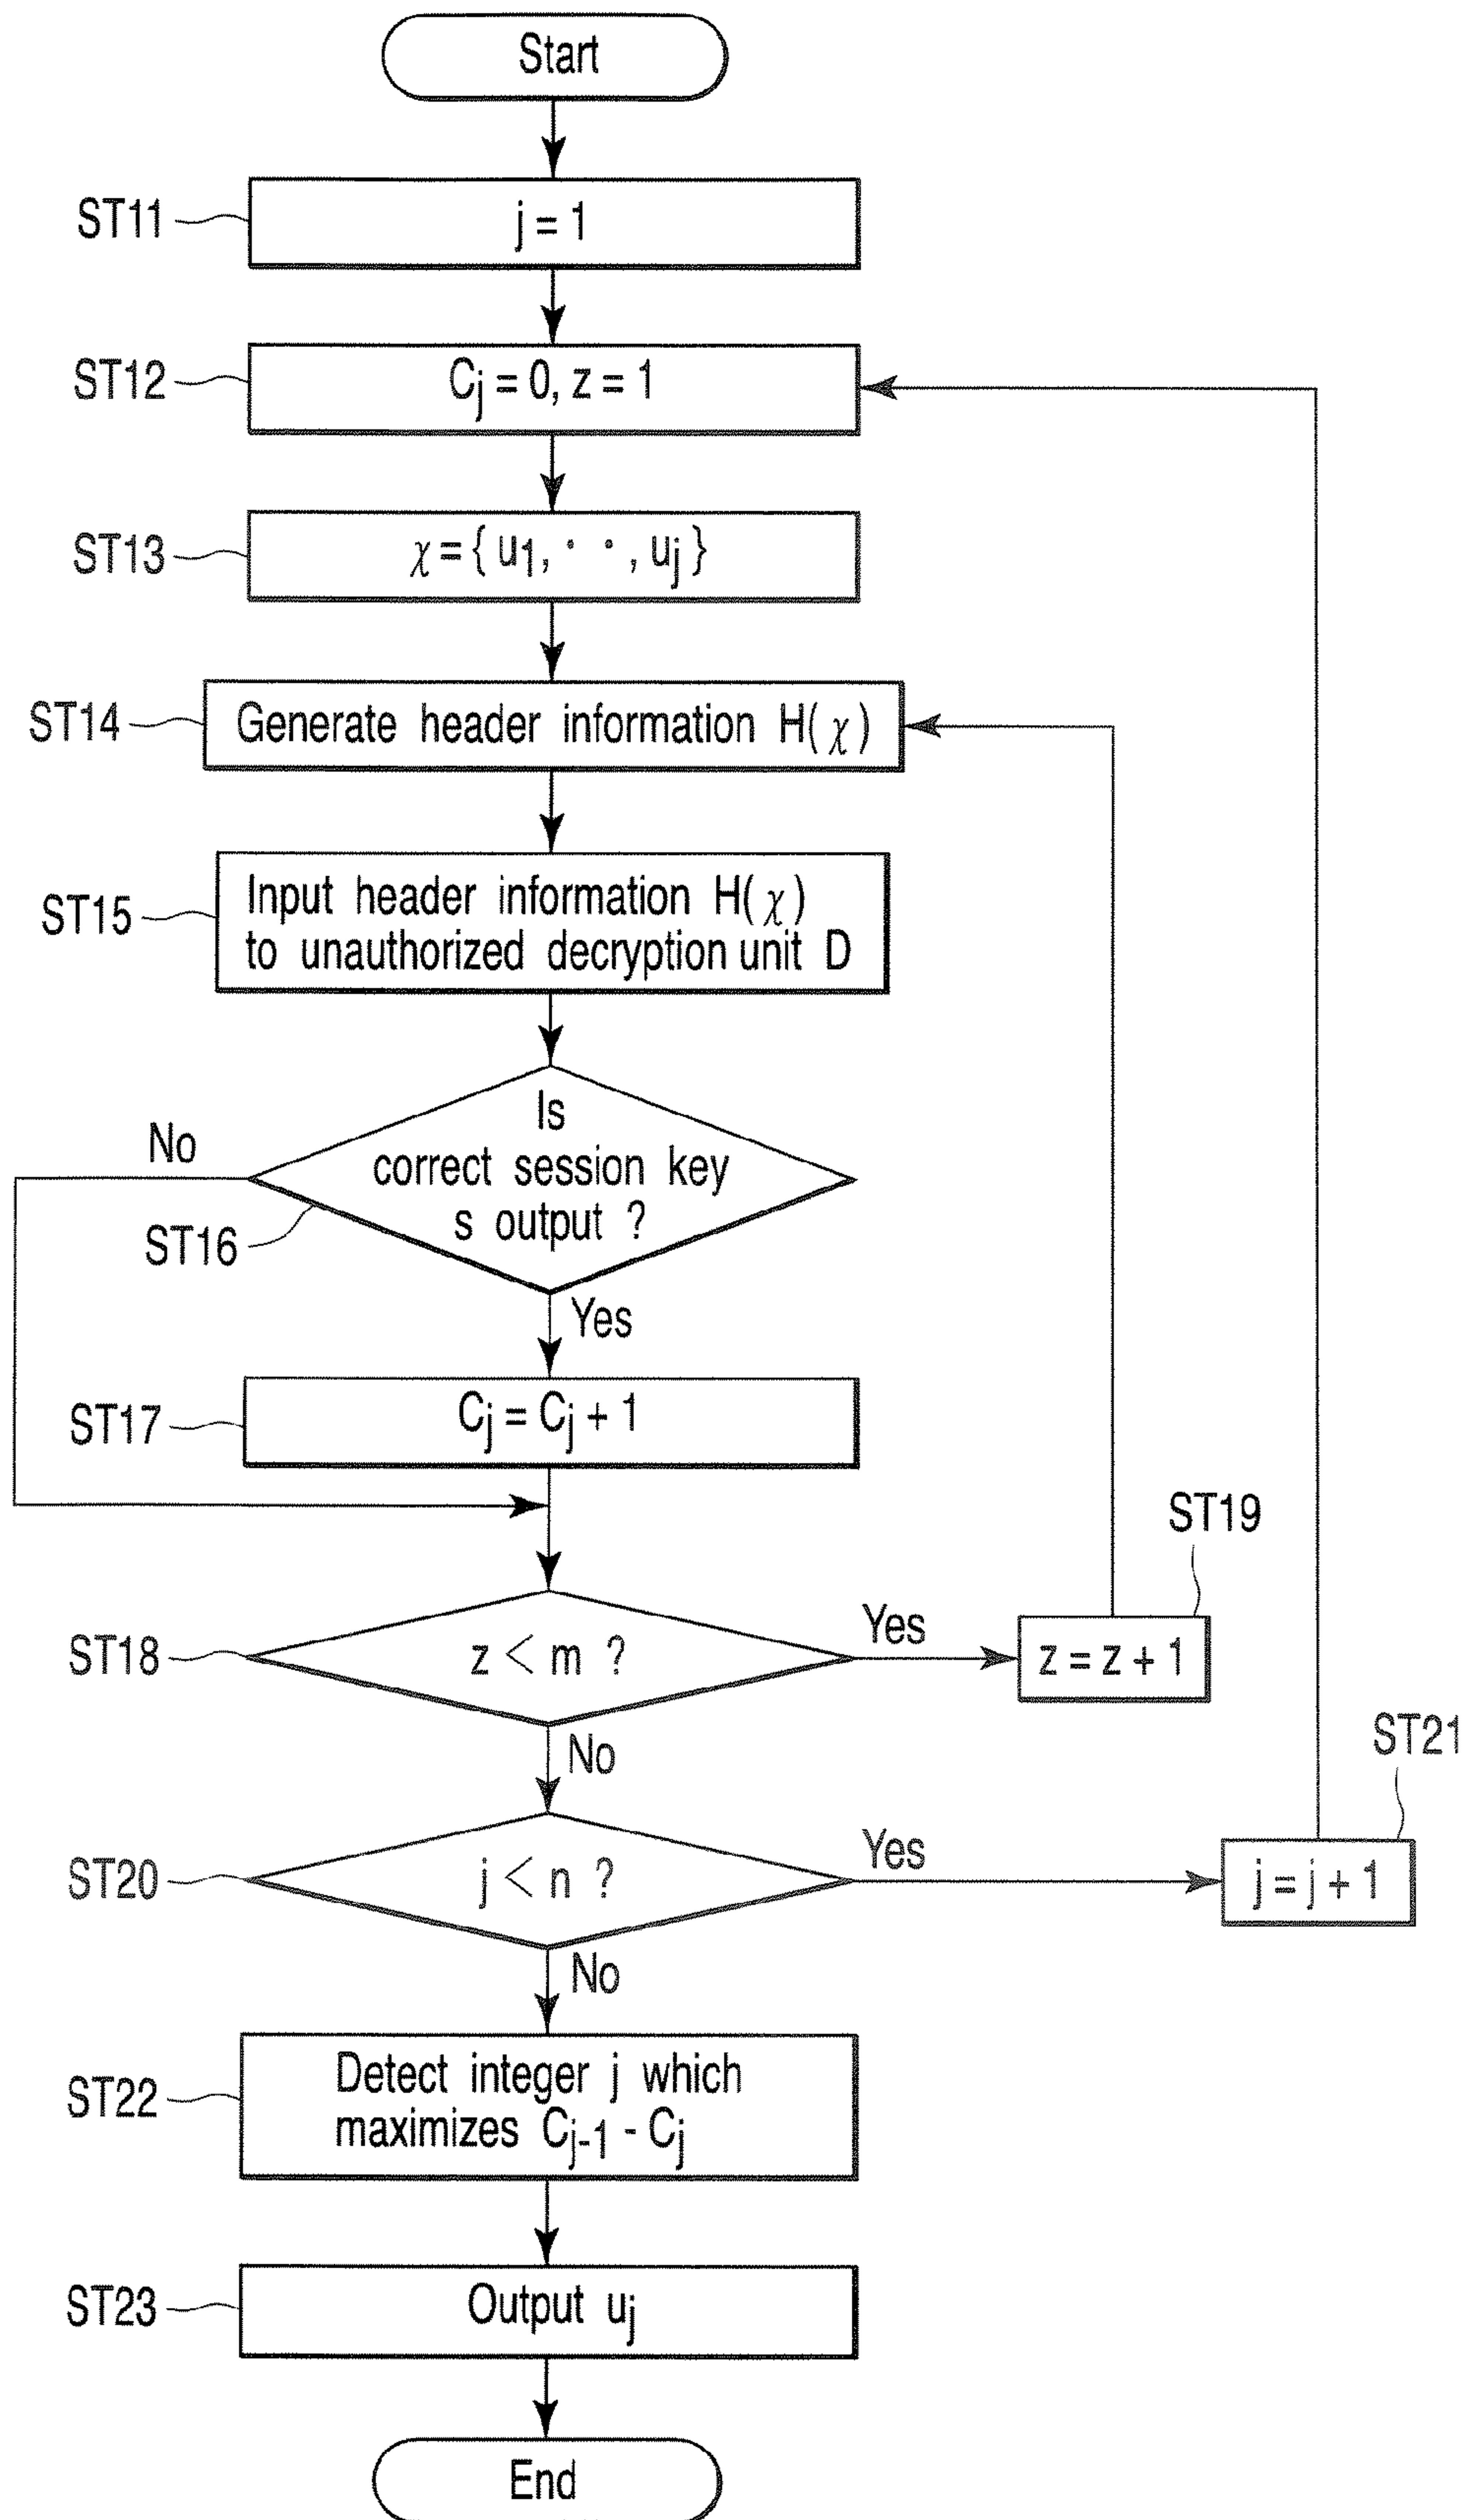 Start
ST11
j = 1
ST12
Cj = 0, z = 1
ST13
χ = { u1, · · , uj }
ST14
Generate header information H( χ )
ST15
Input header information H( χ )
to unauthorized decryption unit D
No
Is
correct session key
s output ?
ST16
Yes
ST17
Cj = Cj + 1
ST19
ST18
z < m ?
Yes
z = z + 1
No
ST21
ST20
j < n ?
Yes
j = j + 1
No
ST22
Detect integer j which
maximizes Cj-1 - Cj
ST23
Output uj
End